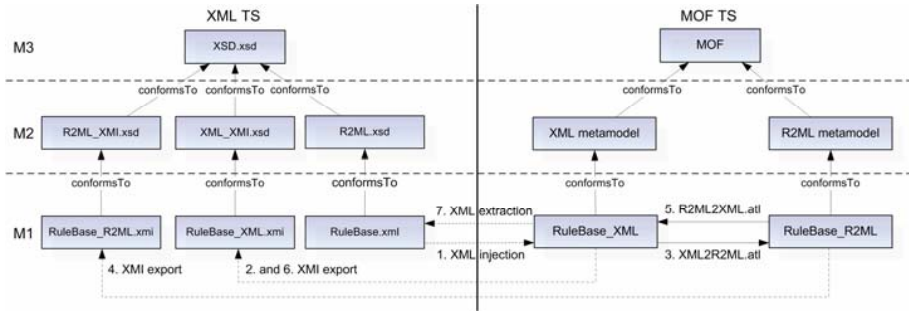 XML TS
MOF TS
M3
XSD.xsd
MOF
conformsTo
conformsTo
conformsTo
conformsTo
conformsTo
M2
R2ML_XMI.xsd
XML_XMI.xsd
R2ML.xsd
XML metamodel
R2ML metamodel
conformsTo
conformsTo
conformsTo
conformsTo
conformsTo
7. XML extraction
5. R2ML2XML.atl
M1
RuleBase_R2ML.xmi
RuleBase_XML.xmi
RuleBase.xml
RuleBase_XML
RuleBase_R2ML
4. XMI export
2. and 6. XMI export
1. XML injection
3. XML2R2ML.atl